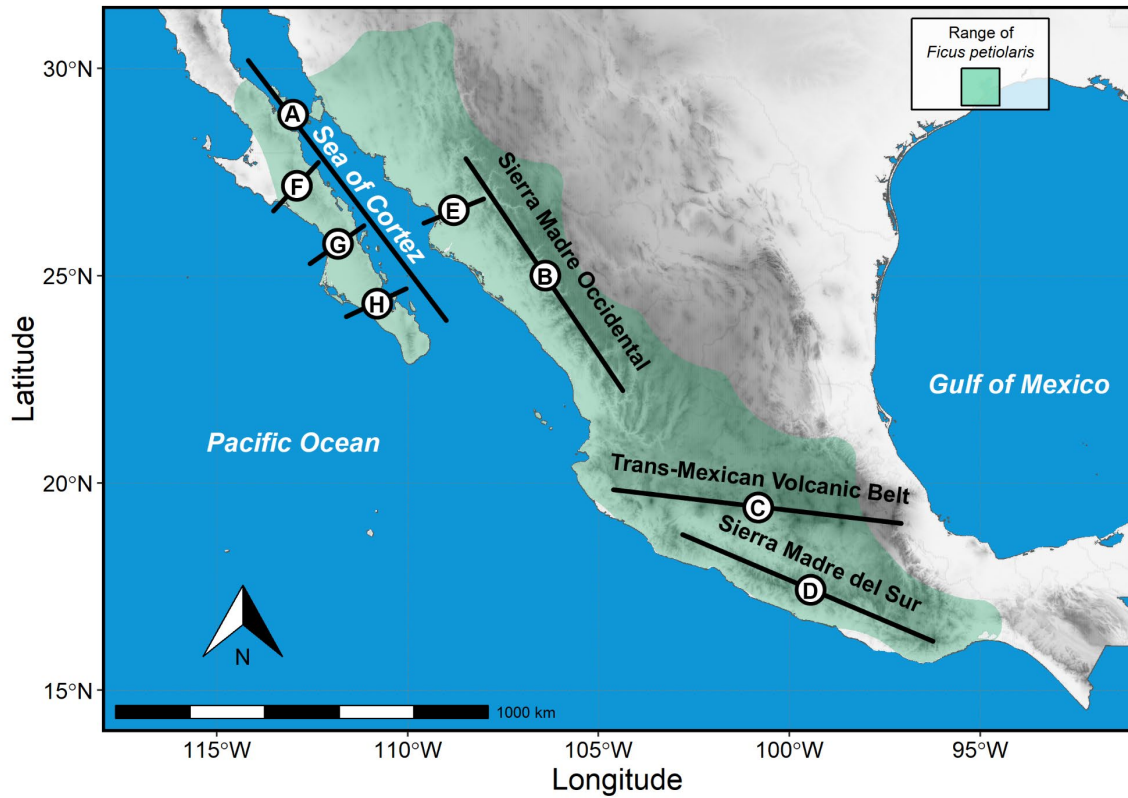 Range of
Ficus petiolaris
30°N
25°N
20°N
15°N
Latitude
A
Sea of Cortez
F
G
H
E
Sierra Madre Occidental
B
Gulf of Mexico
Pacific Ocean
Trans-Mexican Volcanic Belt
C
Sierra Madre del Sur
D
N
1000 km
115°W
110°W
105°W
100°W
95°W
Longitude